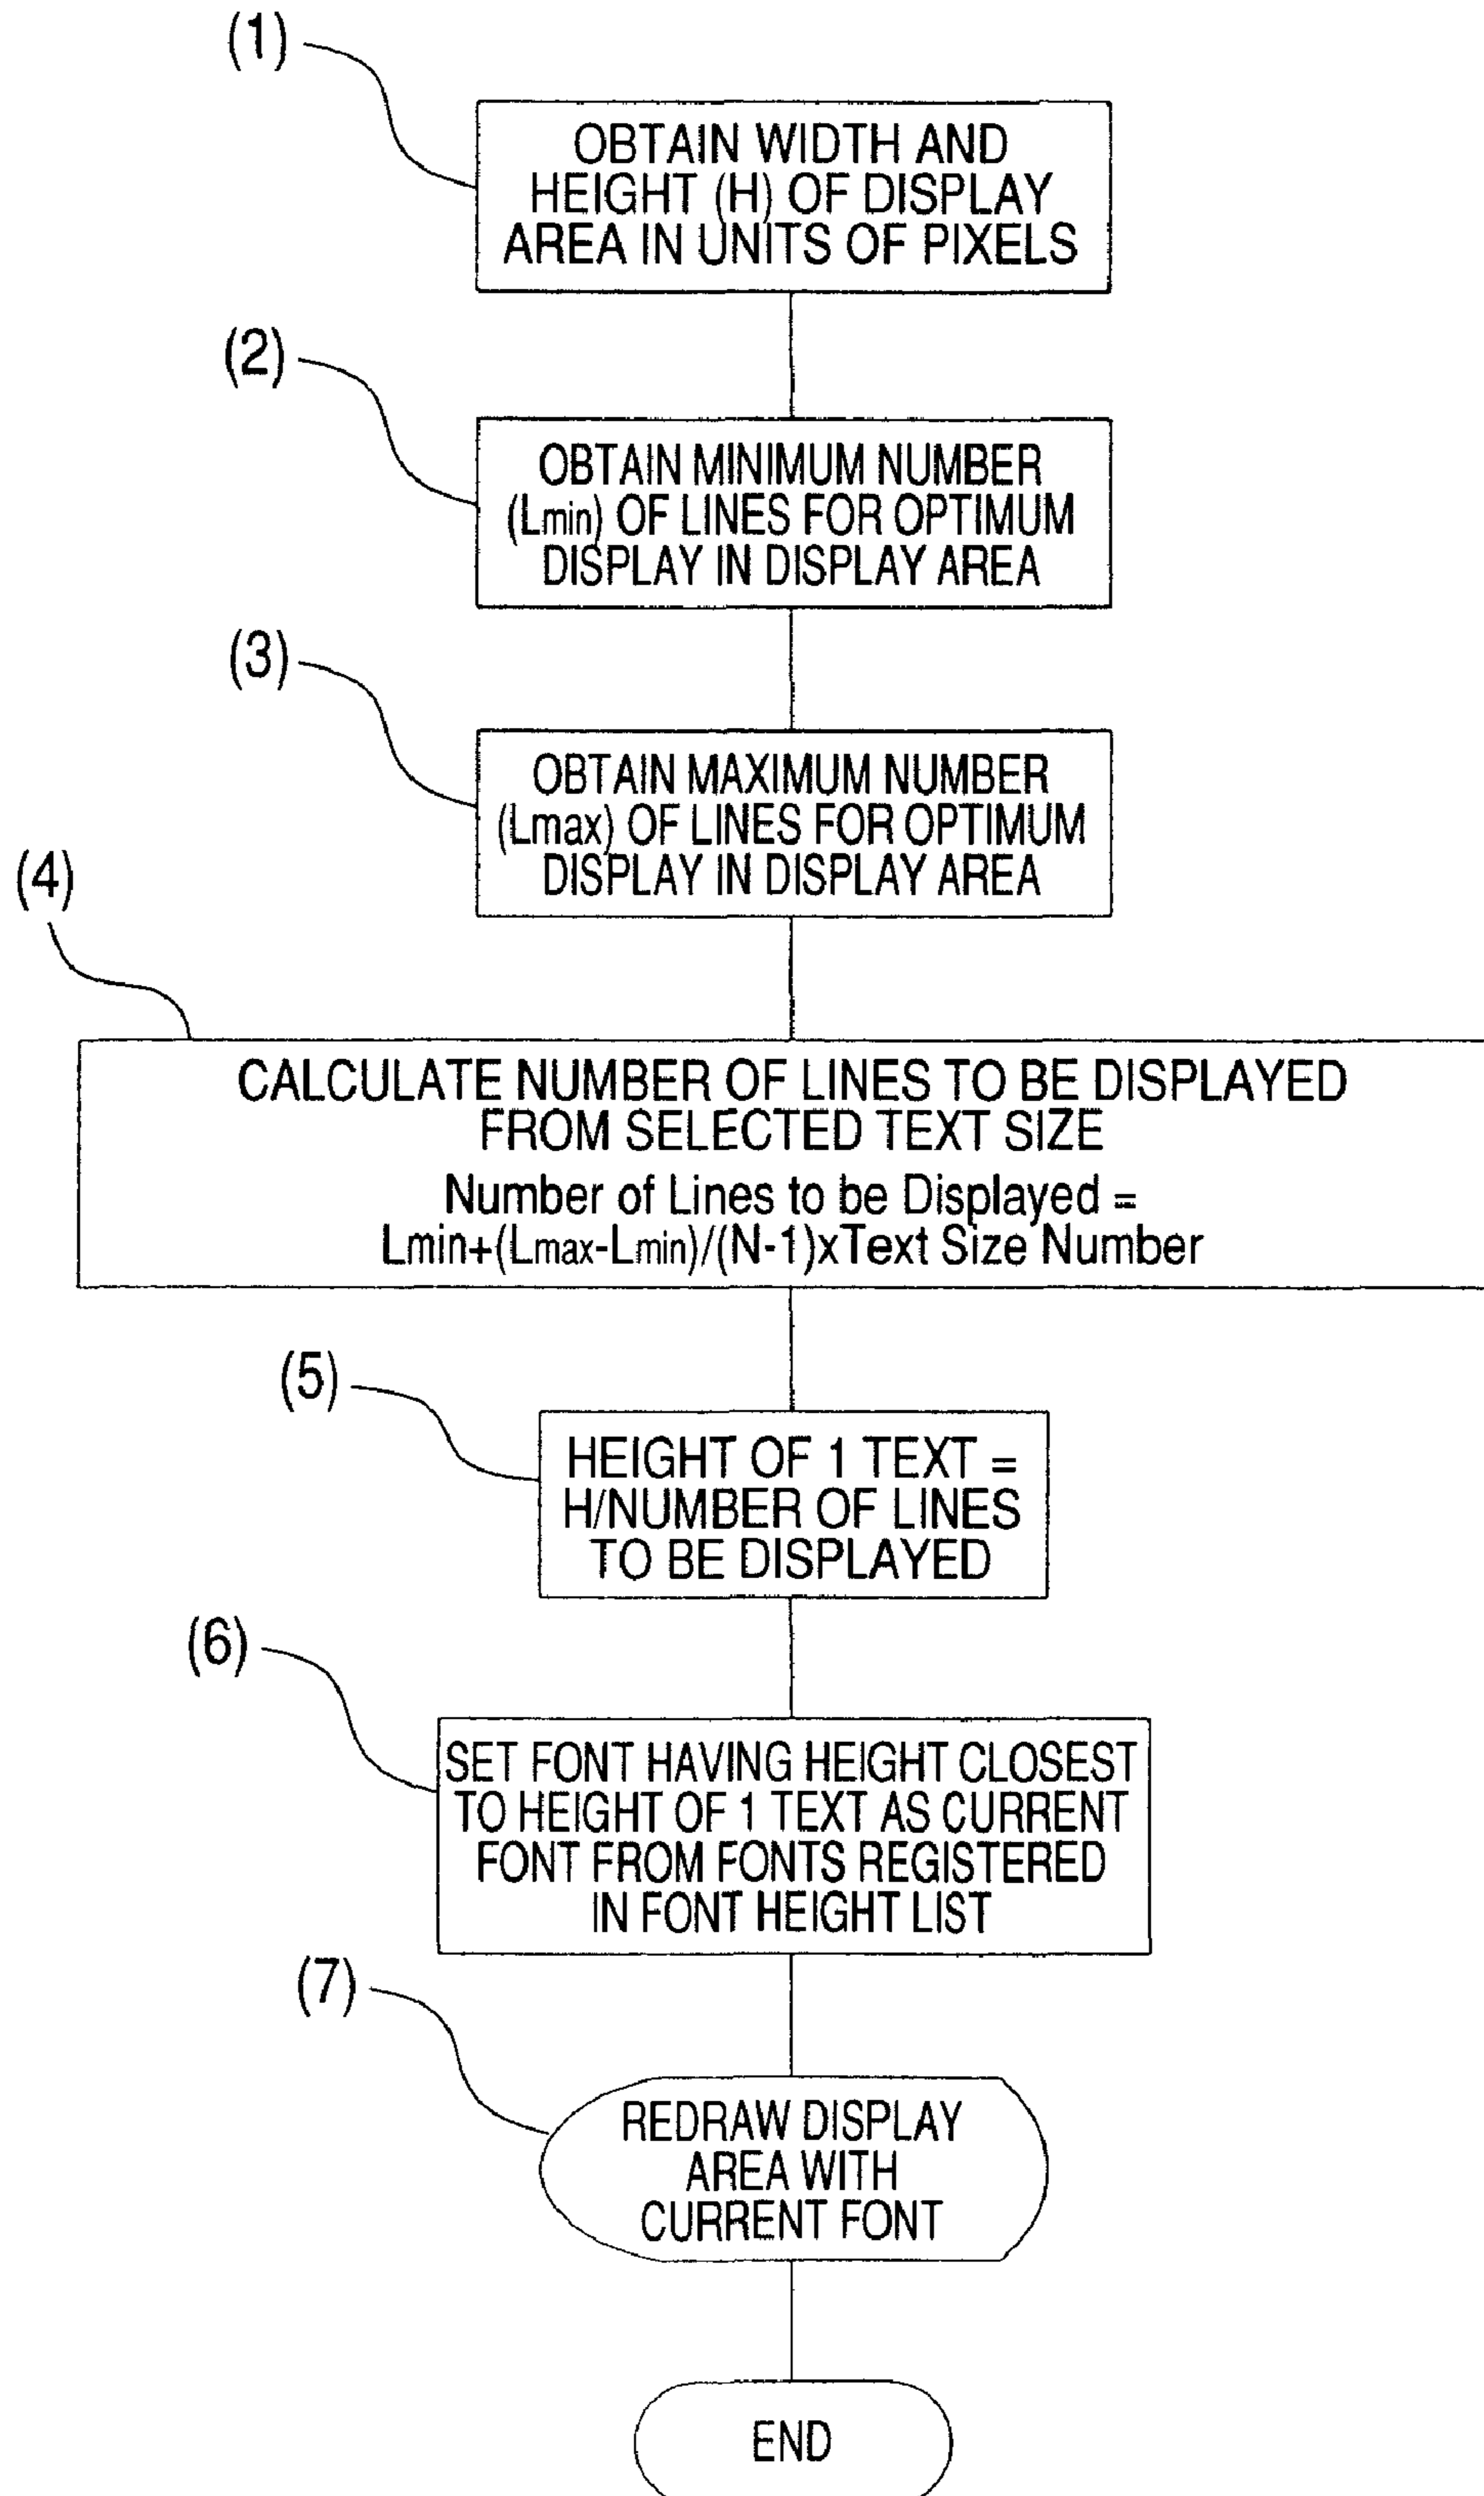 (1)
OBTAIN WIDTH AND
HEIGHT (H) OF DISPLAY
AREA IN UNITS OF PIXELS
(2)
OBTAIN MINIMUM NUMBER
(Lmin) OF LINES FOR OPTIMUM
DISPLAY IN DISPLAY AREA
(3)
OBTAIN MAXIMUM NUMBER
(Lmax) OF LINES FOR OPTIMUM
DISPLAY IN DISPLAY AREA
(4)
CALCULATE NUMBER OF LINES TO BE DISPLAYED
FROM SELECTED TEXT SIZE
Number of Lines to be Displayed =
Lmin+(Lmax-Lmin)/(N-1)xText Size Number
(5)
HEIGHT OF 1 TEXT =
H/NUMBER OF LINES
TO BE DISPLAYED
(6)
SET FONT HAVING HEIGHT CLOSEST
TO HEIGHT OF 1 TEXT AS CURRENT
FONT FROM FONTS REGISTERED
IN FONT HEIGHT LIST
(7)
REDRAW DISPLAY
AREA WITH
CURRENT FONT
END